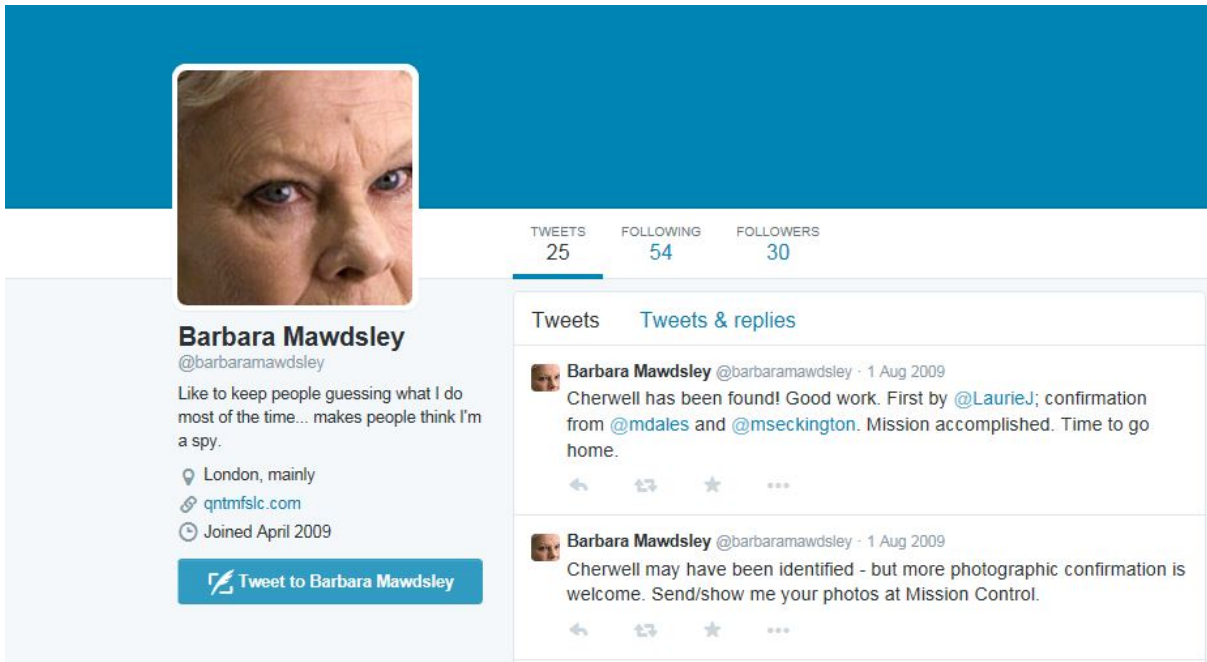 TWEETS FOLLOWING FOLLOWERS
25 54 30
Barbara Mawdsley
@barbaramawdsley
Like to keep people guessing what I do
most of the time... makes people think I'm
a spy.
London, mainly
qntmfslc.com
Joined April 2009
Tweet to Barbara Mawdsley
Tweets Tweets & replies
Barbara Mawdsley @barbaramawdsley · 1 Aug 2009
Cherwell has been found! Good work. First by @LaurieJ; confirmation
from @mdales and @mseckington. Mission accomplished. Time to go
home.
Barbara Mawdsley @barbaramawdsley · 1 Aug 2009
Cherwell may have been identified - but more photographic confirmation is
welcome. Send/show me your photos at Mission Control.